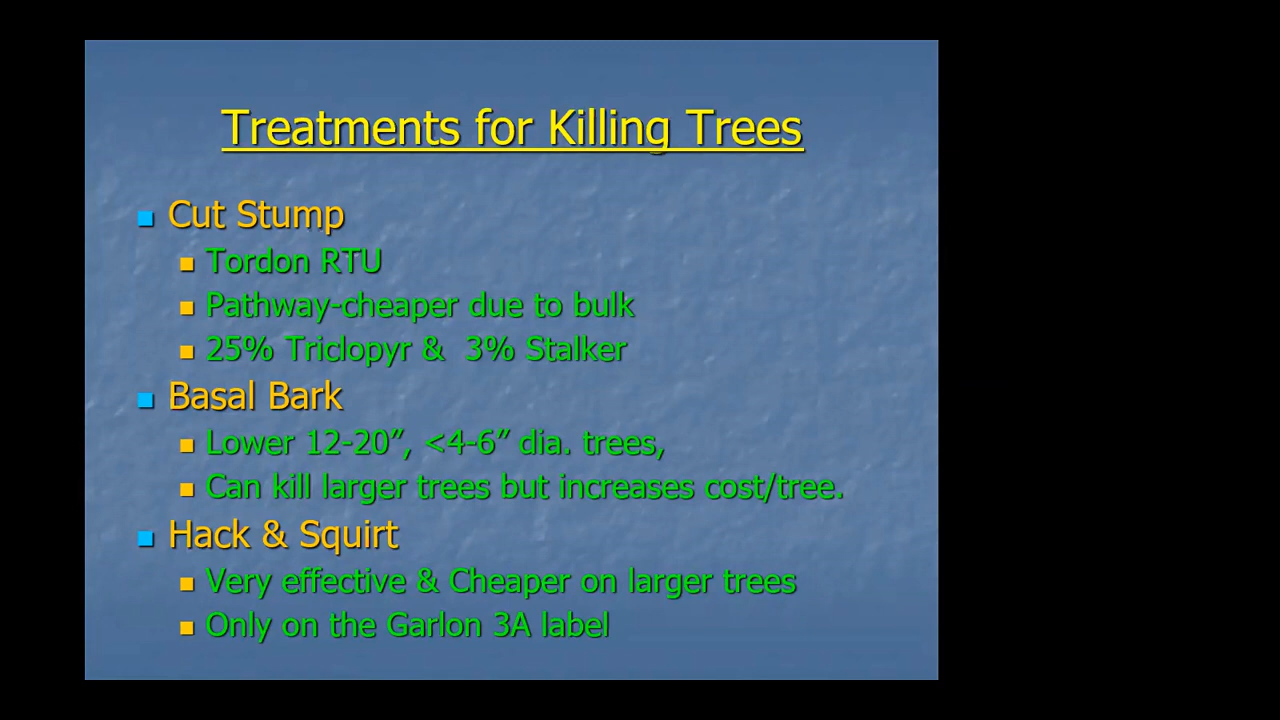 Treatments for Killing Trees
Cut Stump
Tordon RTU
Pathway-cheaper due to bulk
25% Triclopyr &  3% Stalker
Basal Bark
Lower 12-20”, <4-6” dia. trees,
Can kill larger trees but increases cost/tree.
Hack & Squirt
Very effective & Cheaper on larger trees
Only on the Garlon 3A label